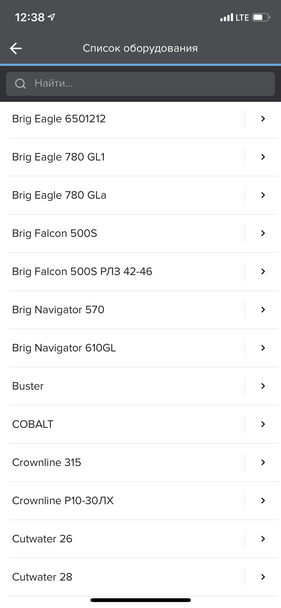 12:38
LTE
Список оборудования
Найти...
Brig Eagle 6501212
Brig Eagle 780 GL1
Brig Eagle 780 GLa
Brig Falcon 500S
Brig Falcon 500S РЛЗ 42-46
Brig Navigator 570
Brig Navigator 610GL
Buster
COBALT
Crownline 315
Crownline Р10-30ЛХ
Cutwater 26
Cutwater 28